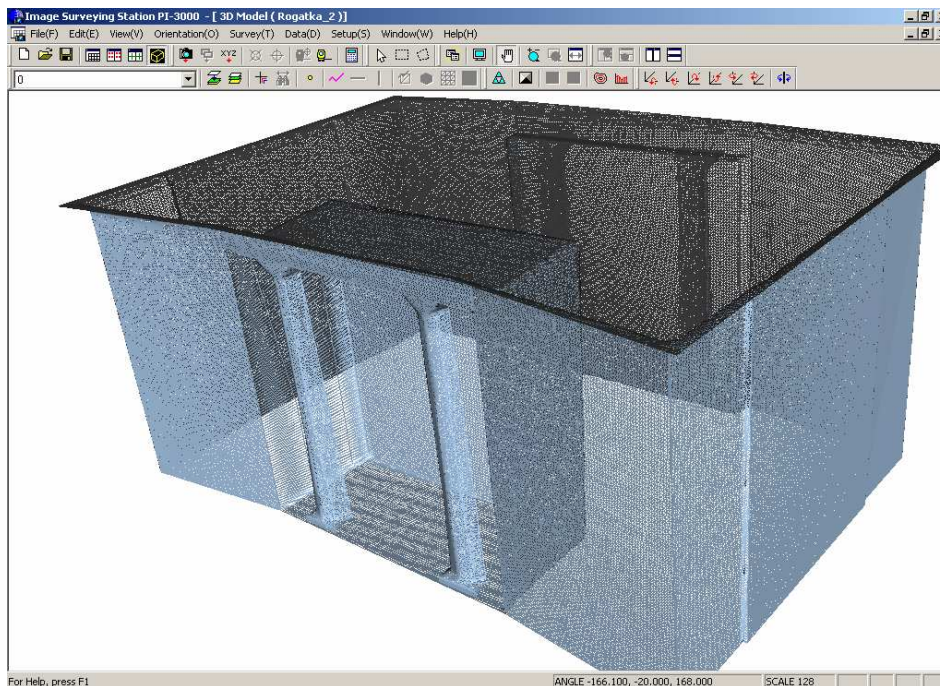 Image Surveying Station PI-3000 - [ 3D Model ( Rogatka_2 )]
File(F) Edit(E) View(V) Orientation(O) Survey(T) Data(D) Setup(S) Window(W) Help(H)
XYZ
0
For Help, press F1 ANGLE -166.100, -20.000, 168.000 SCALE 128